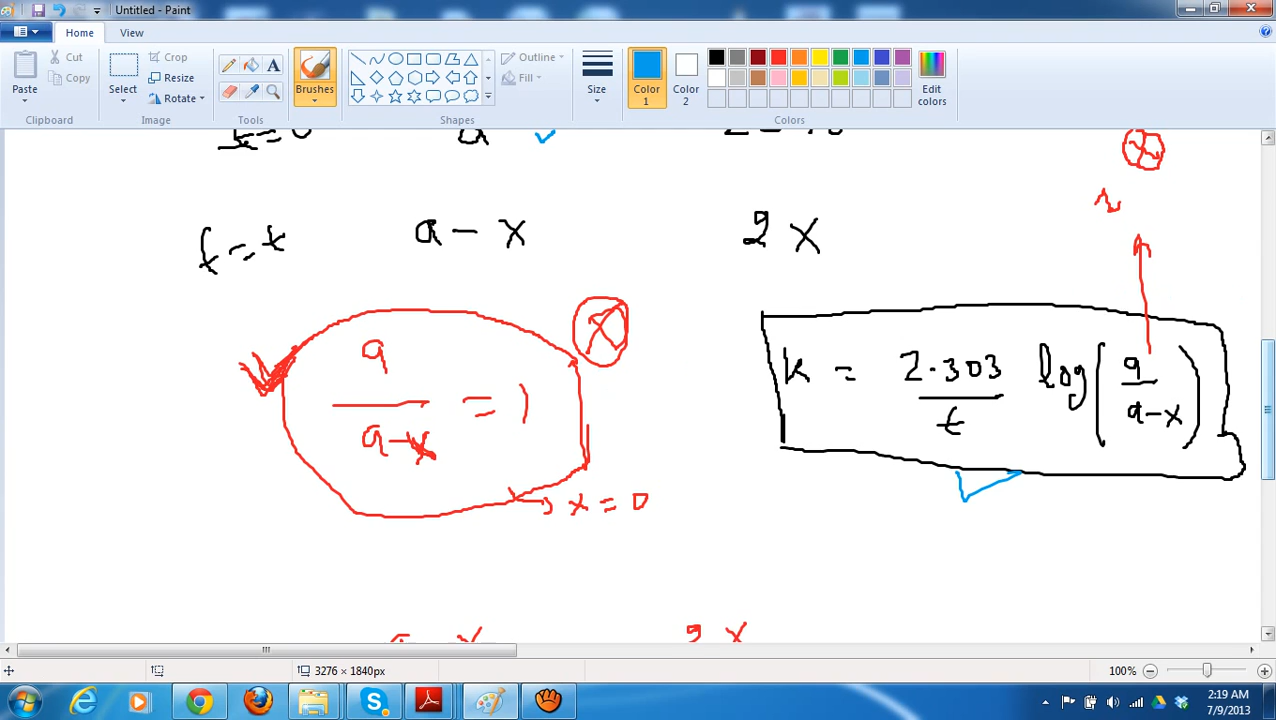 Untitled - Paint
Home View
Paste
Cut
Copy
Clipboard
Select
Crop
Resize
Rotate
Image
Tools
Brushes
Outline
Fill
Shapes
Size
Color 1
Color 2
Edit colors
Colors
a
t = t a - x 2 x
a / a - x = 1
x = 0
k = 2.303 / t log ( a / a-x )
2 x
3276 × 1840px
100%
2:19 AM
7/9/2013